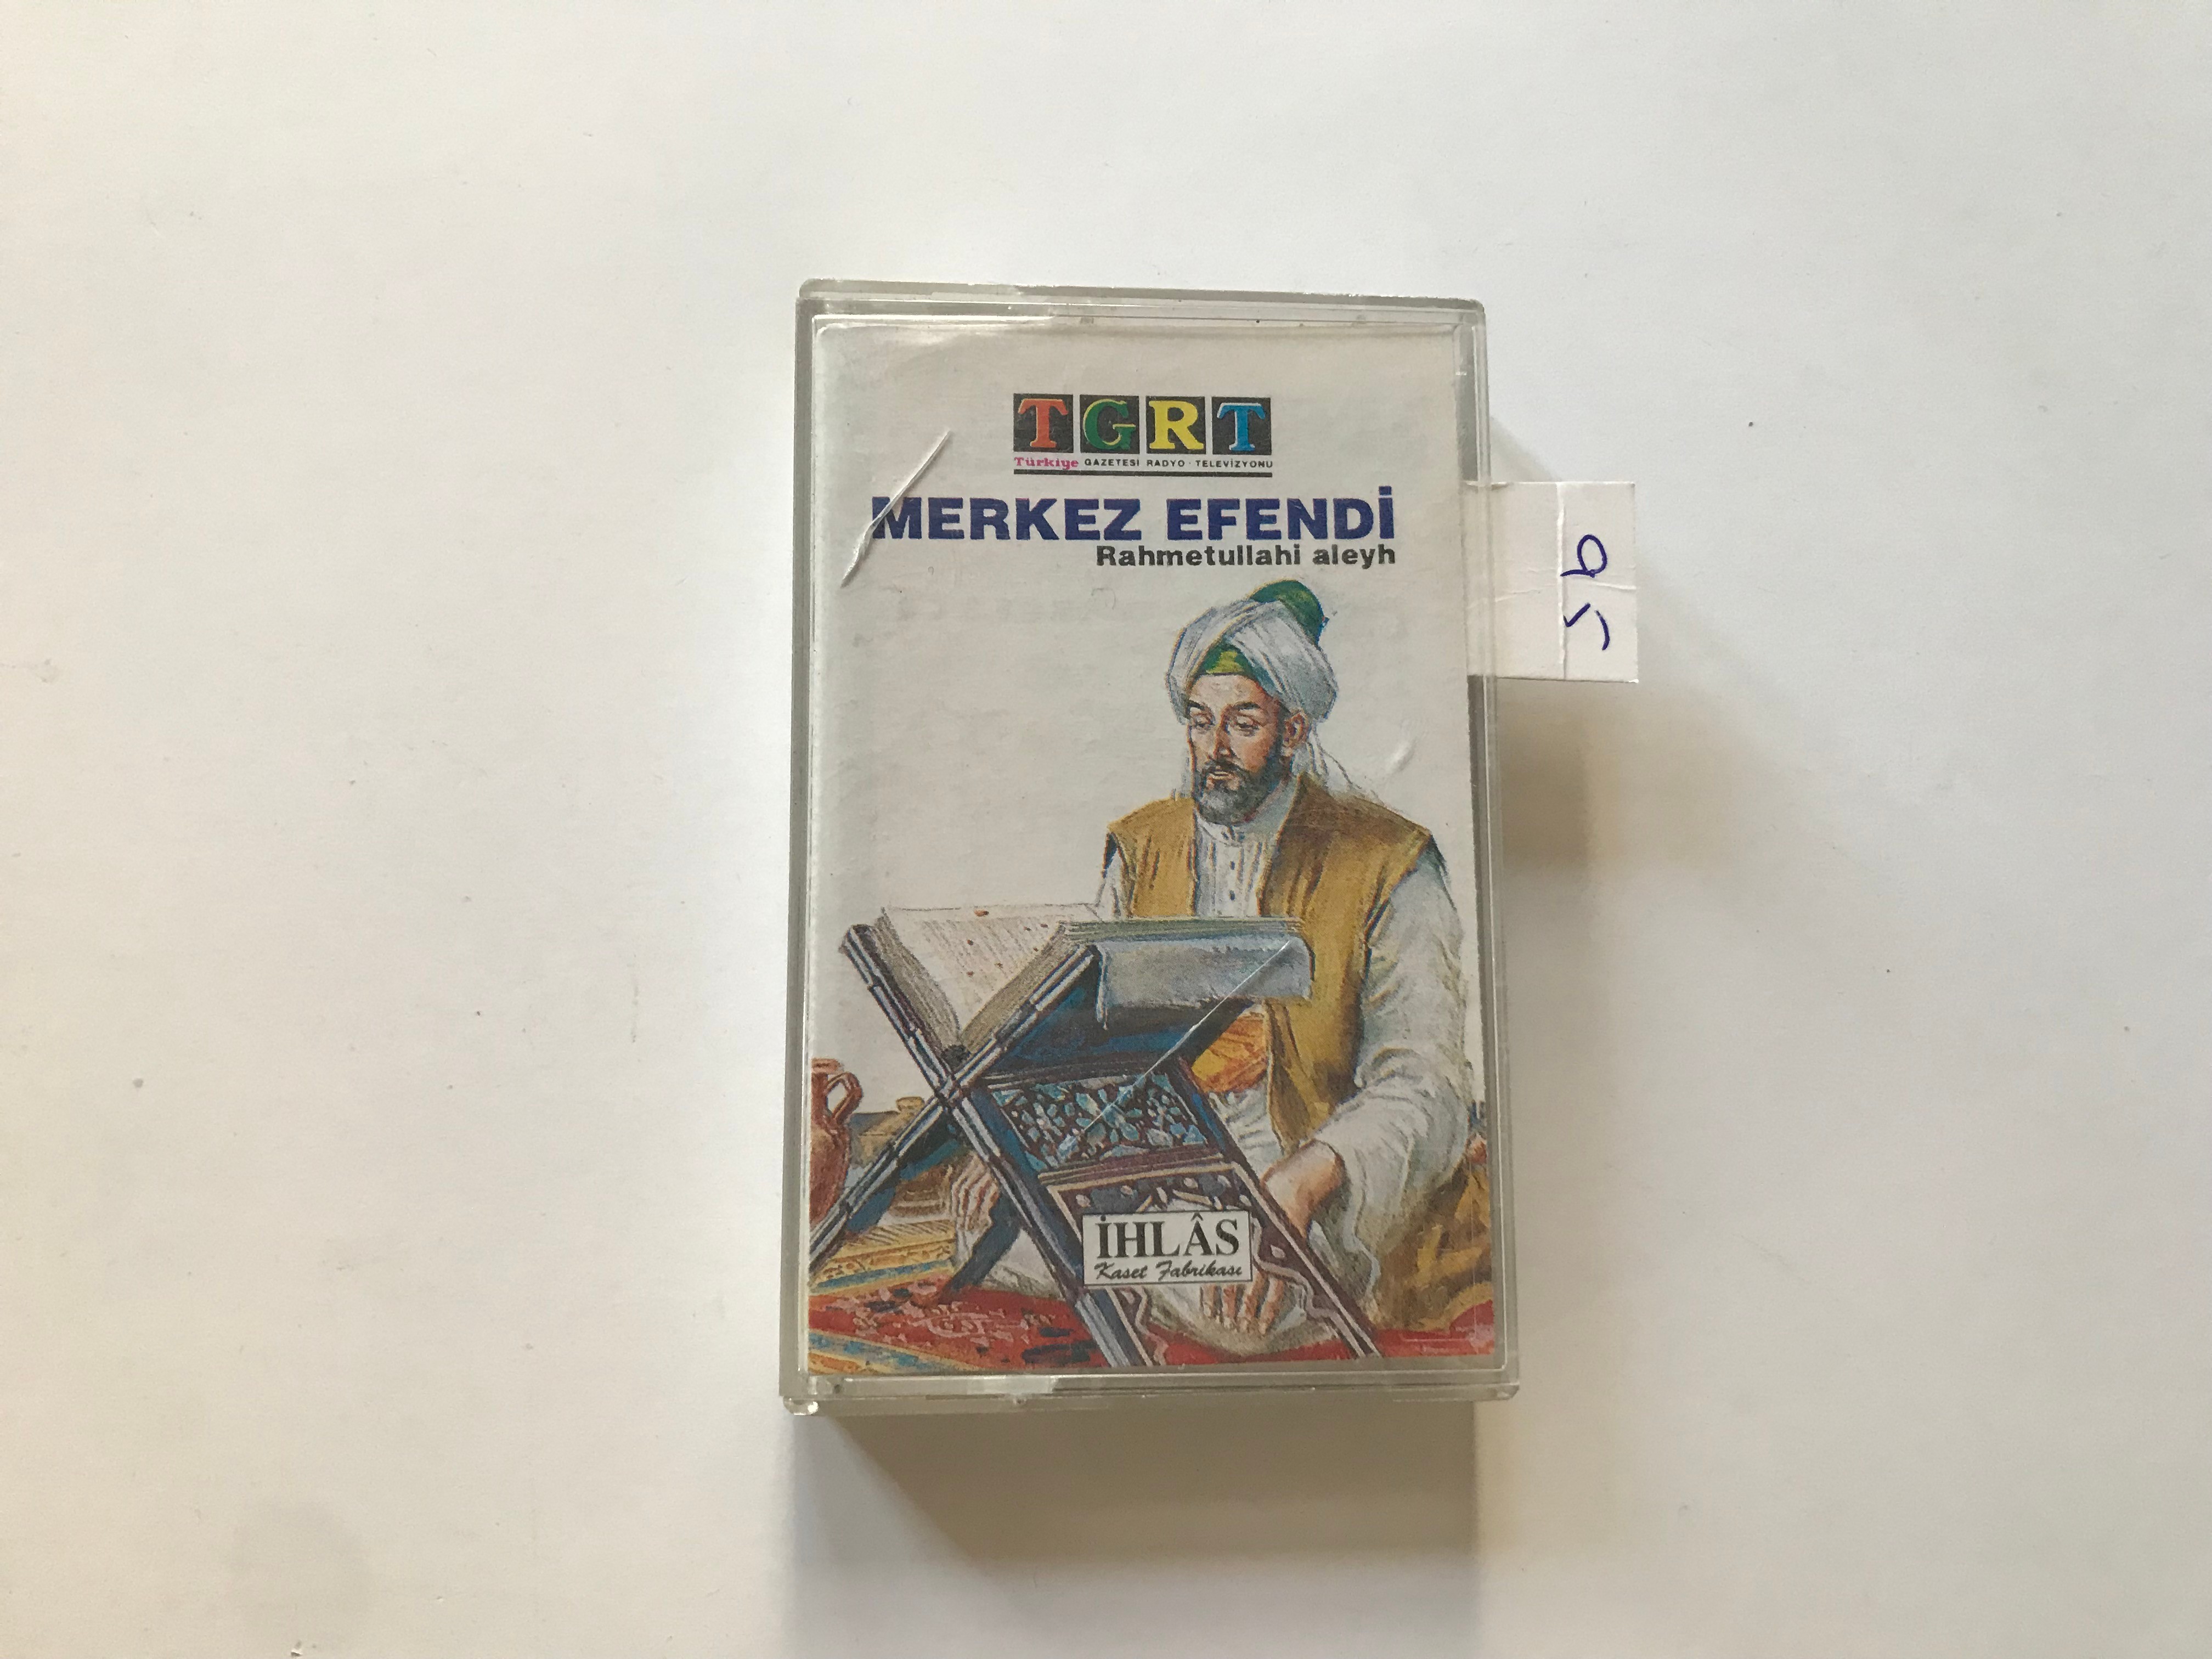 TGRT
Türkiye GAZETESİ RADYO · TELEVİZYONU
MERKEZ EFENDİ
Rahmetullahi aleyh
İHLÂS
Kaset Fabrikası